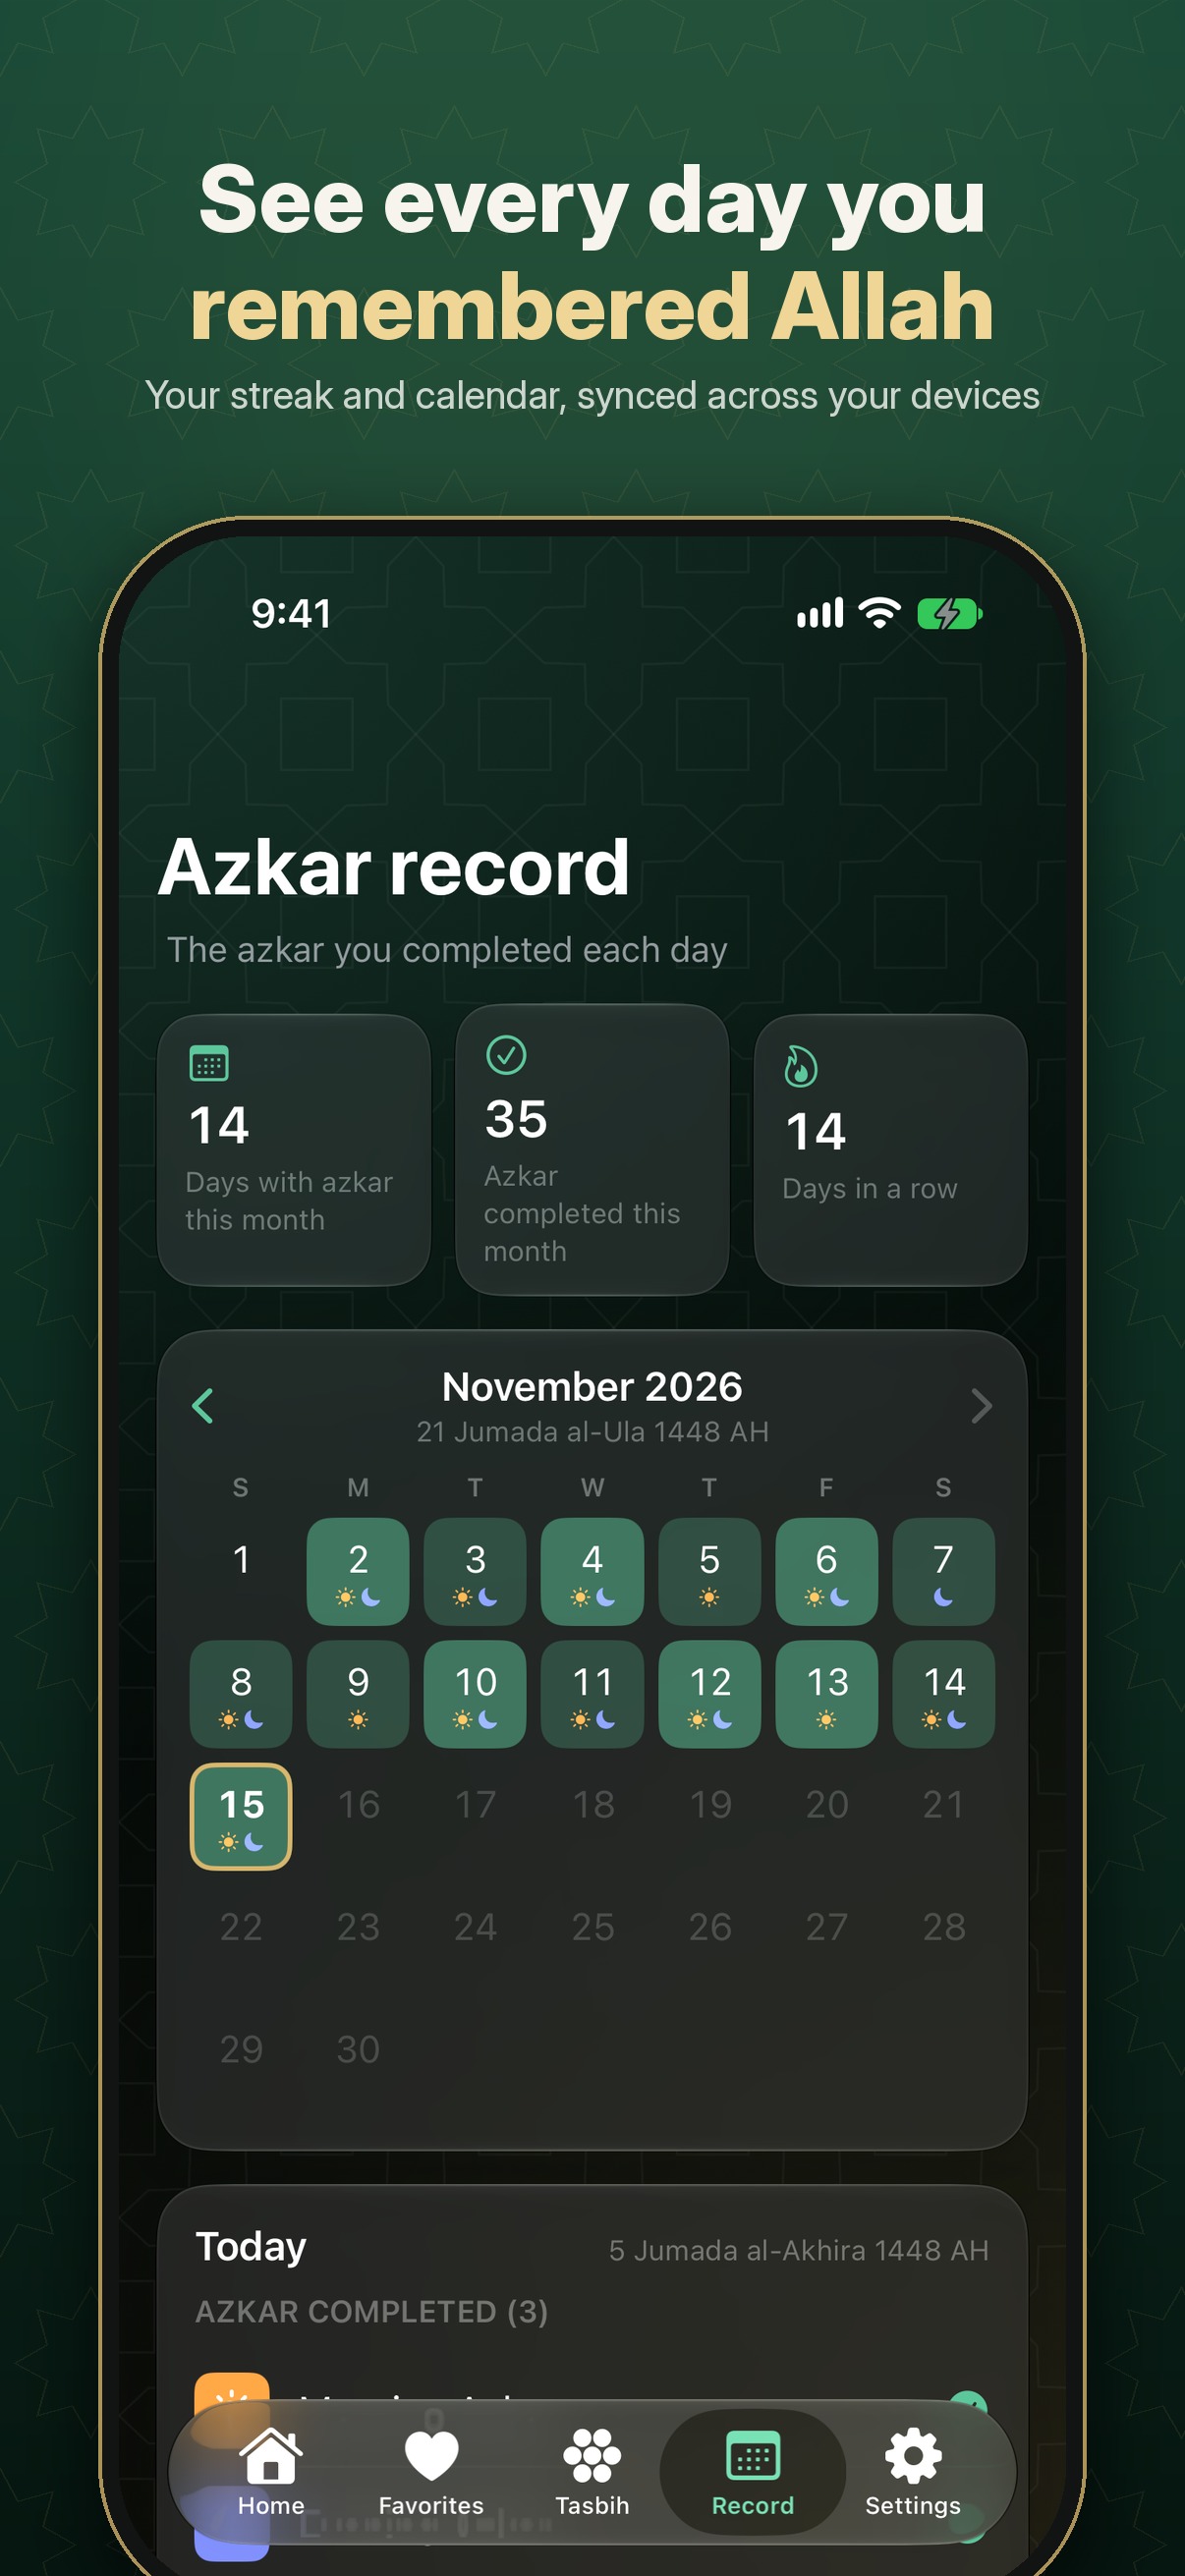 See every day you
remembered Allah
Your streak and calendar, synced across your devices
9:41
Azkar record
The azkar you completed each day
14
Days with azkar
this month
35
Azkar
completed this
month
14
Days in a row
November 2026
21 Jumada al-Ula 1448 AH
S M T W T F S
1 2 3 4 5 6 7
8 9 10 11 12 13 14
15 16 17 18 19 20 21
22 23 24 25 26 27 28
29 30
Today
5 Jumada al-Akhira 1448 AH
AZKAR COMPLETED (3)
Home Favorites Tasbih Record Settings